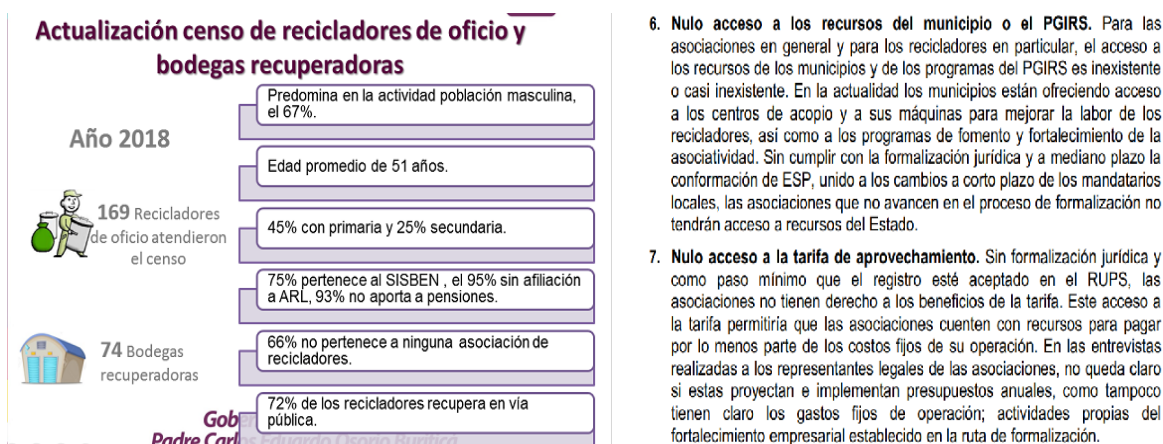 Actualización censo de recicladores de oficio y
bodegas recuperadoras
Año 2018
169 Recicladores
de oficio atendieron
el censo
74 Bodegas
recuperadoras
Predomina en la actividad población masculina,
el 67%.
Edad promedio de 51 años.
45% con primaria y 25% secundaria.
75% pertenece al SISBEN , el 95% sin afiliación
a ARL, 93% no aporta a pensiones.
66% no pertenece a ninguna asociación de
recicladores.
72% de los recicladores recupera en vía
pública.
Gob
Padre Carlos Eduardo Osorio Buriticá
6. Nulo acceso a los recursos del municipio o el PGIRS. Para las
asociaciones en general y para los recicladores en particular, el acceso a
los recursos de los municipios y de los programas del PGIRS es inexistente
o casi inexistente. En la actualidad los municipios están ofreciendo acceso
a los centros de acopio y a sus máquinas para mejorar la labor de los
recicladores, así como a los programas de fomento y fortalecimiento de la
asociatividad. Sin cumplir con la formalización jurídica y a mediano plazo la
conformación de ESP, unido a los cambios a corto plazo de los mandatarios
locales, las asociaciones que no avancen en el proceso de formalización no
tendrán acceso a recursos del Estado.
7. Nulo acceso a la tarifa de aprovechamiento. Sin formalización jurídica y
como paso mínimo que el registro esté aceptado en el RUPS, las
asociaciones no tienen derecho a los beneficios de la tarifa. Este acceso a
la tarifa permitiría que las asociaciones cuenten con recursos para pagar
por lo menos parte de los costos fijos de su operación. En las entrevistas
realizadas a los representantes legales de las asociaciones, no queda claro
si estas proyectan e implementan presupuestos anuales, como tampoco
tienen claro los gastos fijos de operación; actividades propias del
fortalecimiento empresarial establecido en la ruta de formalización.